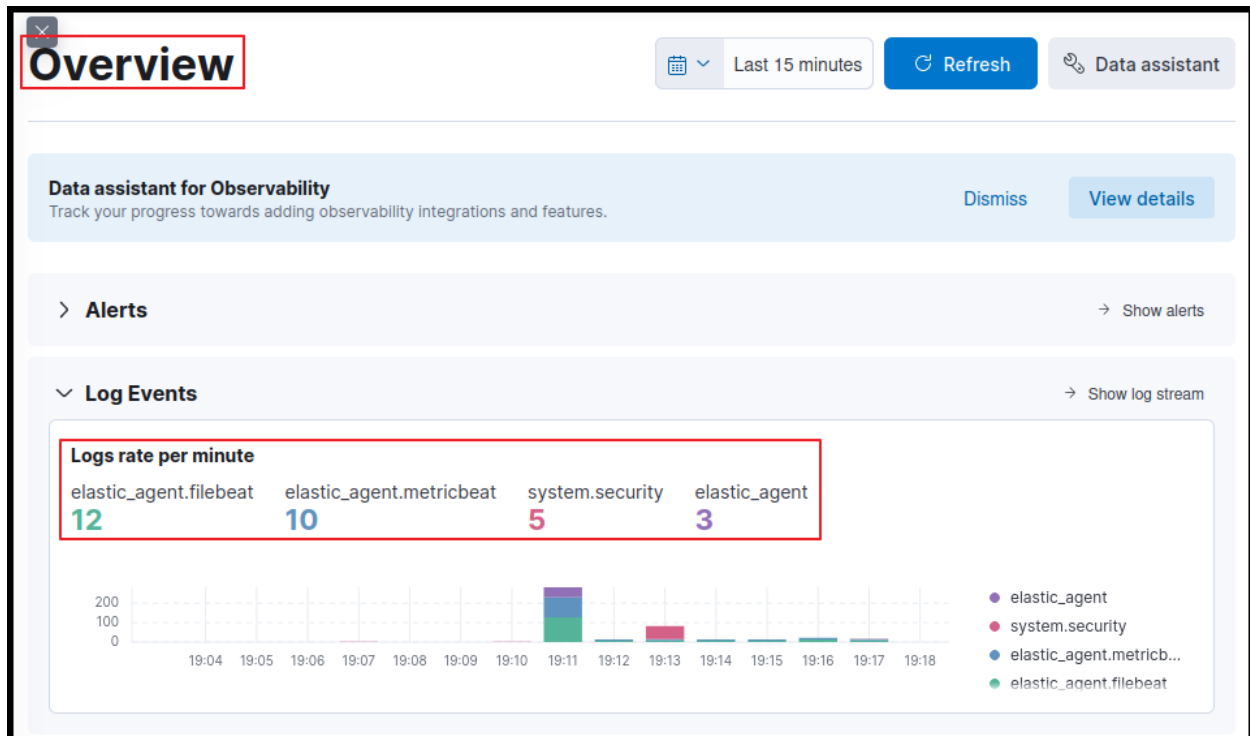 Overview
Last 15 minutes
Refresh
Data assistant
Data assistant for Observability
Track your progress towards adding observability integrations and features.
Dismiss
View details
Alerts
Show alerts
Log Events
Show log stream
Logs rate per minute
elastic_agent.filebeat elastic_agent.metricbeat system.security elastic_agent
12 10 5 3
200
100
0
19:04 19:05 19:06 19:07 19:08 19:09 19:10 19:11 19:12 19:13 19:14 19:15 19:16 19:17 19:18
elastic_agent
system.security
elastic_agent.metricb...
elastic_agent.filebeat